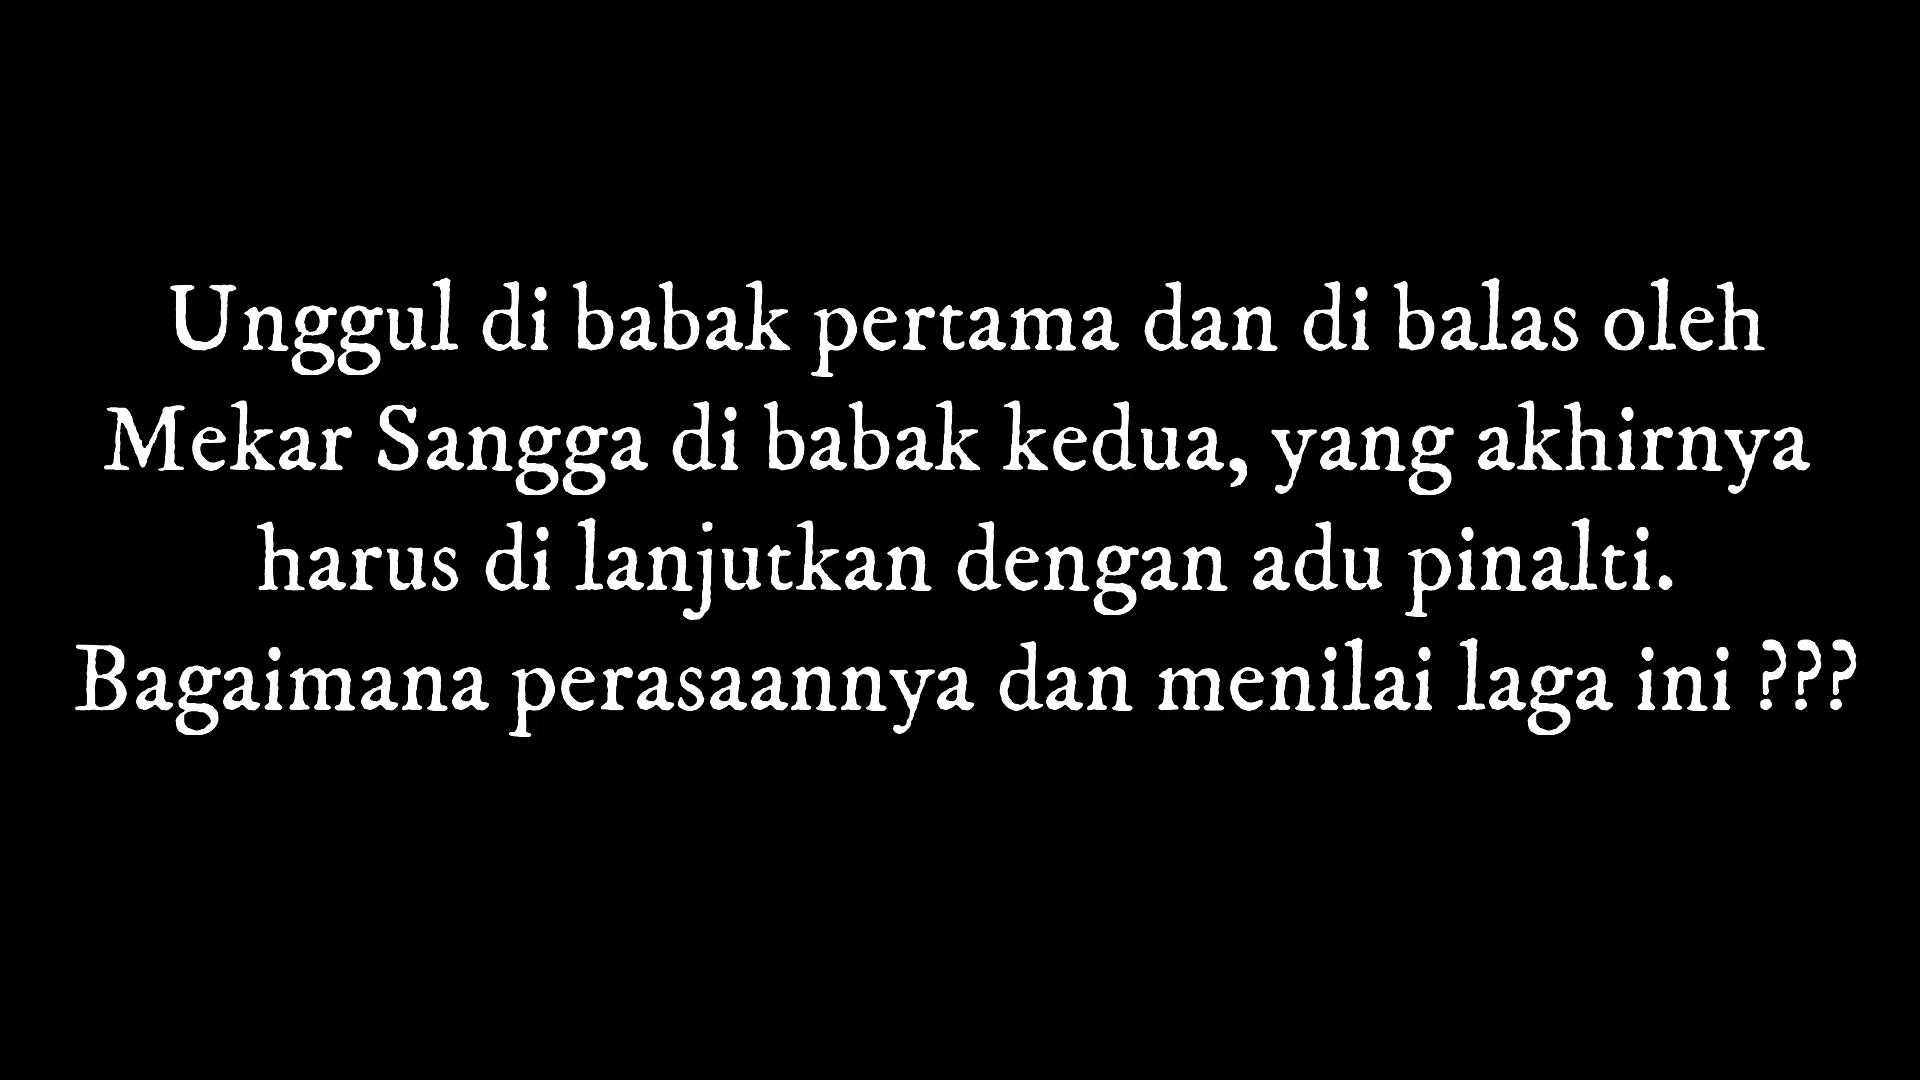 Unggul di babak pertama dan di balas oleh
Mekar Sangga di babak kedua, yang akhirnya
harus di lanjutkan dengan adu pinalti.
Bagaimana perasaannya dan menilai laga ini ???